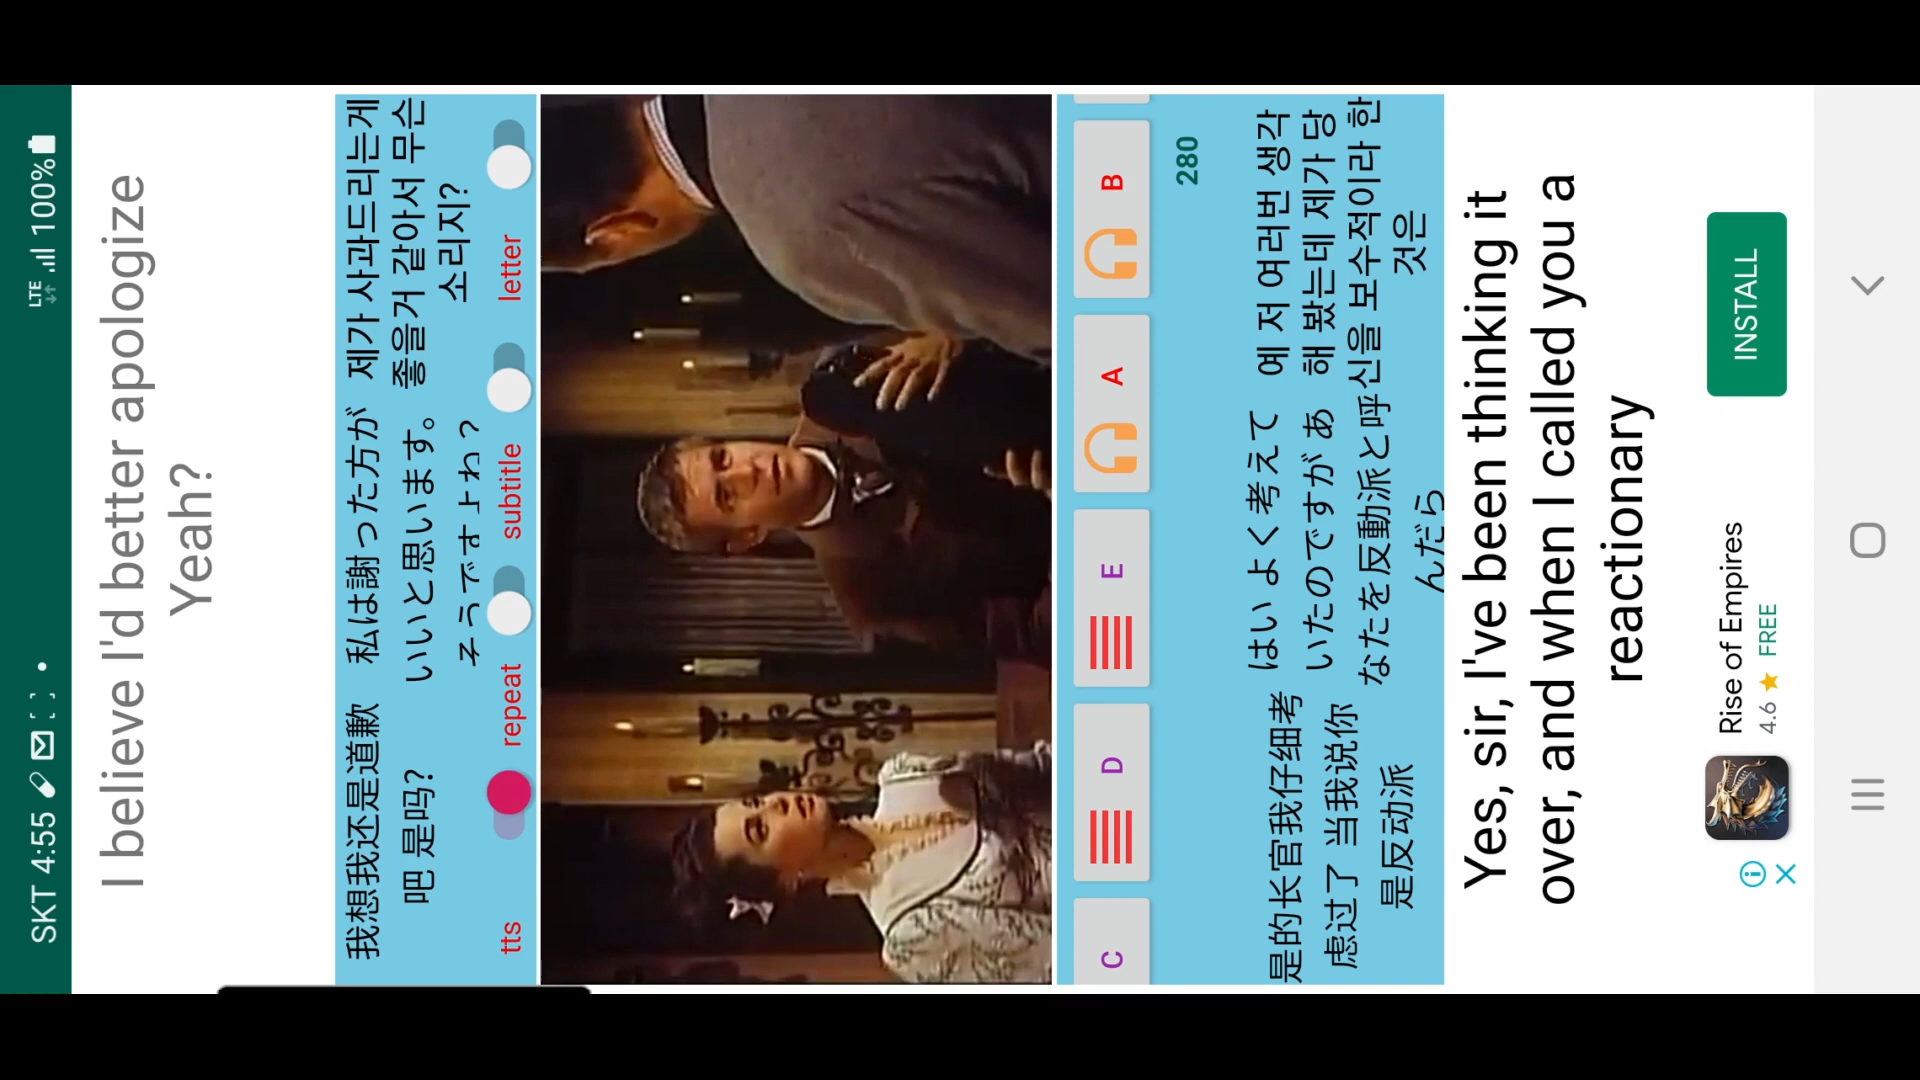 SKT 4:55
LTE
100%
I believe I'd better apologize
Yeah?
我想我还是道歉
吧 是吗?
私は謝った方が
いいと思います。
そうですよね?
제가 사과드리는게
좋을거 같아서 무슨
소리지?
tts
repeat
subtitle
letter
C
D
E
A
B
280
是的长官我仔细考
虑过了 当我说你
是反动派
はい よく考えて
いたのですが あ
なたを反動派と呼
んだら
예 저 여러번 생각
해 봤는데 제가 당
신을 보수적이라 한
것은
Yes, sir, I've been thinking it
over, and when I called you a
reactionary
Rise of Empires
4.6 ★ FREE
INSTALL